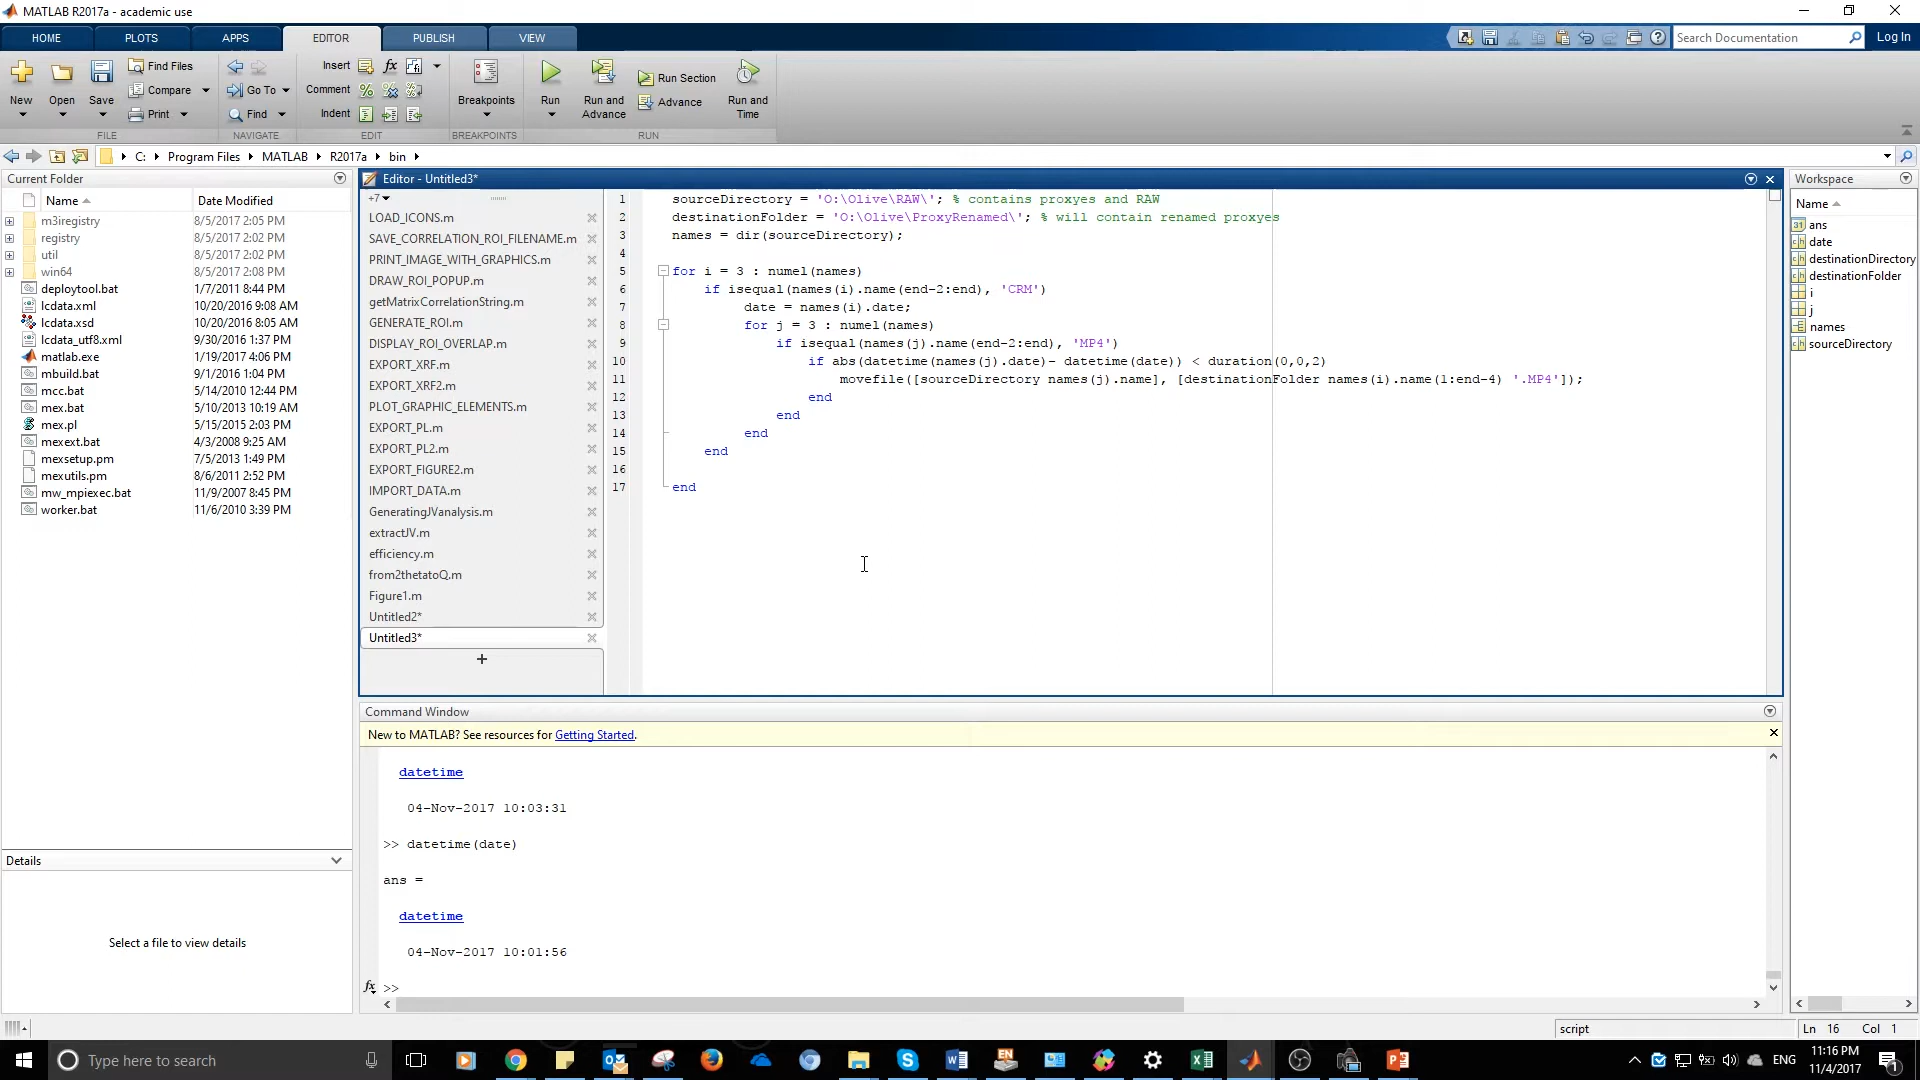 MATLAB R2017a - academic use
HOME PLOTS APPS EDITOR PUBLISH VIEW
Search Documentation
Log In
New Open Save
Find Files
Compare
Print
Go To
Find
Insert fx
Comment
Indent
Breakpoints
Run
Run and Advance
Run Section
Advance
Run and Time
FILE NAVIGATE EDIT BREAKPOINTS RUN
C: Program Files MATLAB R2017a bin
Current Folder
Name Date Modified
m3iregistry 8/5/2017 2:05 PM
registry 8/5/2017 2:02 PM
util 8/5/2017 2:02 PM
win64 8/5/2017 2:08 PM
deploytool.bat 1/7/2011 8:44 PM
lcdata.xml 10/20/2016 9:08 AM
lcdata.xsd 10/20/2016 8:05 AM
lcdata_utf8.xml 9/30/2016 1:37 PM
matlab.exe 1/19/2017 4:06 PM
mbuild.bat 9/1/2016 1:04 PM
mcc.bat 5/14/2010 12:44 PM
mex.bat 5/10/2013 10:19 AM
mex.pl 5/15/2015 2:03 PM
mexext.bat 4/3/2008 9:25 AM
mexsetup.pm 7/5/2013 1:49 PM
mexutils.pm 8/6/2011 2:52 PM
mw_mpiexec.bat 11/9/2007 8:45 PM
worker.bat 11/6/2010 3:39 PM
Details
Select a file to view details
Editor - Untitled3*
+7
LOAD_ICONS.m
SAVE_CORRELATION_ROI_FILENAME.m
PRINT_IMAGE_WITH_GRAPHICS.m
DRAW_ROI_POPUP.m
getMatrixCorrelationString.m
GENERATE_ROI.m
DISPLAY_ROI_OVERLAP.m
EXPORT_XRF.m
EXPORT_XRF2.m
PLOT_GRAPHIC_ELEMENTS.m
EXPORT_PL.m
EXPORT_PL2.m
EXPORT_FIGURE2.m
IMPORT_DATA.m
GeneratingJVanalysis.m
extractJV.m
efficiency.m
from2thetatoQ.m
Figure1.m
Untitled2*
Untitled3*
1 sourceDirectory = 'O:\Olive\RAW\'; % contains proxyes and RAW
2 destinationFolder = 'O:\Olive\ProxyRenamed\'; % will contain renamed proxyes
3 names = dir(sourceDirectory);
4
5 for i = 3 : numel(names)
6 if isequal(names(i).name(end-2:end), 'CRM')
7 date = names(i).date;
8 for j = 3 : numel(names)
9 if isequal(names(j).name(end-2:end), 'MP4')
10 if abs(datetime(names(j).date)- datetime(date)) < duration(0,0,2)
11 movefile([sourceDirectory names(j).name], [destinationFolder names(i).name(1:end-4) '.MP4']);
12 end
13 end
14 end
15 end
16
17 end
Command Window
New to MATLAB? See resources for Getting Started.
datetime
04-Nov-2017 10:03:31
>> datetime(date)
ans =
datetime
04-Nov-2017 10:01:56
fx >>
Workspace
Name
ans
date
destinationDirectory
destinationFolder
i
j
names
sourceDirectory
script
Ln 16 Col 1
Type here to search
ENG
11:16 PM
11/4/2017